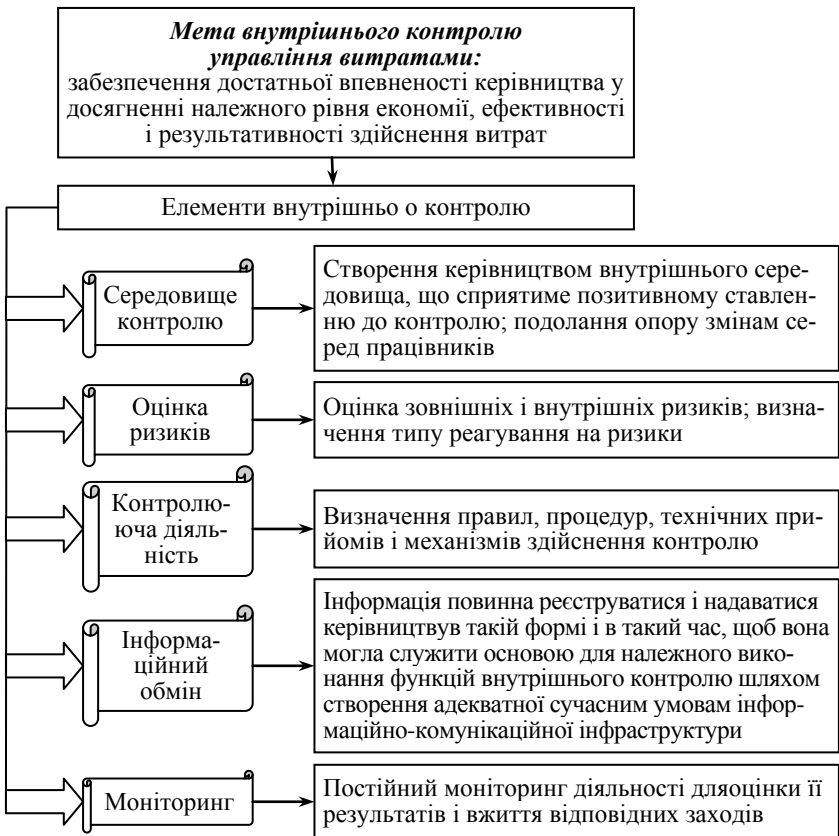 Мета внутрішнього контролю
управління витратами:
забезпечення достатньої впевненості керівництва у
досягненні належного рівня економії, ефективності
і результативності здійснення витрат
Елементи внутрішньо о контролю
Середовище
контролю
Створення керівництвом внутрішнього сере-
довища, що сприятиме позитивному ставлен-
ню до контролю; подолання опору змінам се-
ред працівників
Оцінка
ризиків
Оцінка зовнішніх і внутрішніх ризиків; визна-
чення типу реагування на ризики
Контролю-
юча діяль-
ність
Визначення правил, процедур, технічних при-
йомів і механізмів здійснення контролю
Інформа-
ційний
обмін
Інформація повинна реєструватися і надаватися
керівництвув такій формі і в такий час, щоб вона
могла служити основою для належного вико-
нання функцій внутрішнього контролю шляхом
створення адекватної сучасним умовам інфор-
маційно-комунікаційної інфраструктури
Моніторинг
Постійний моніторинг діяльності дляоцінки її
результатів і вжиття відповідних заходів